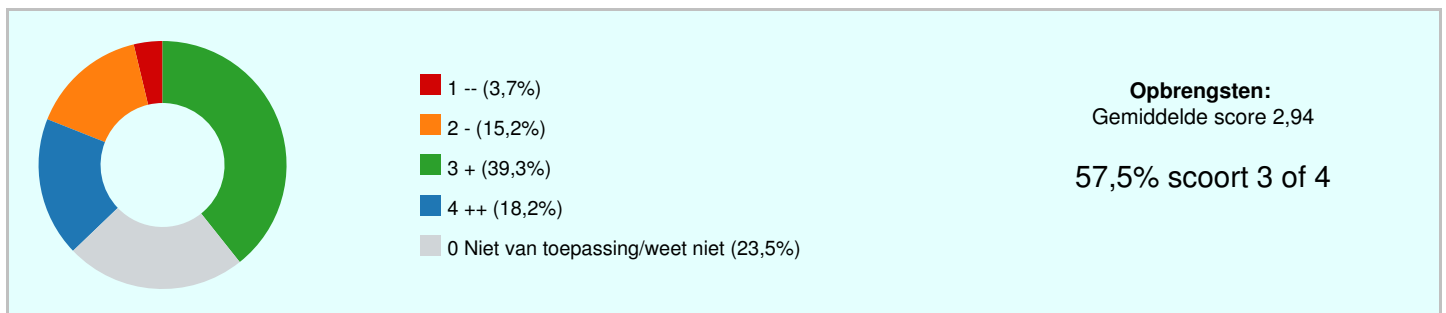 1 -- (3,7%)
2 - (15,2%)
3 + (39,3%)
4 ++ (18,2%)
0 Niet van toepassing/weet niet (23,5%)
Opbrengsten:
Gemiddelde score 2,94
57,5% scoort 3 of 4